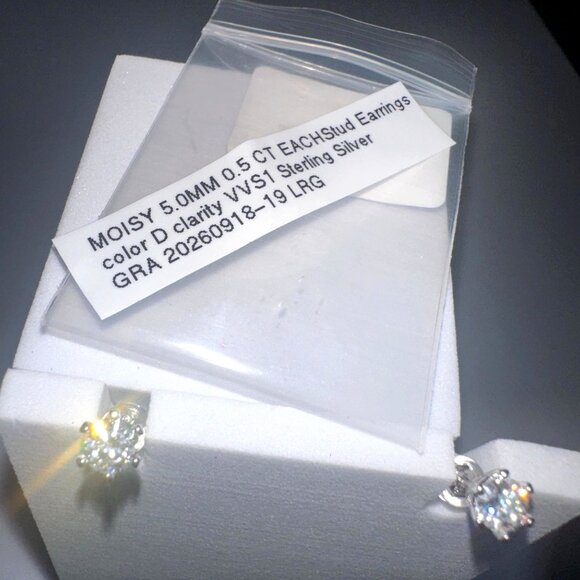 MOISY 5.0MM 0.5 CT EACHStud Earrings
color D clarity VVS1 Sterling Silver
GRA 20260918-19 LRG